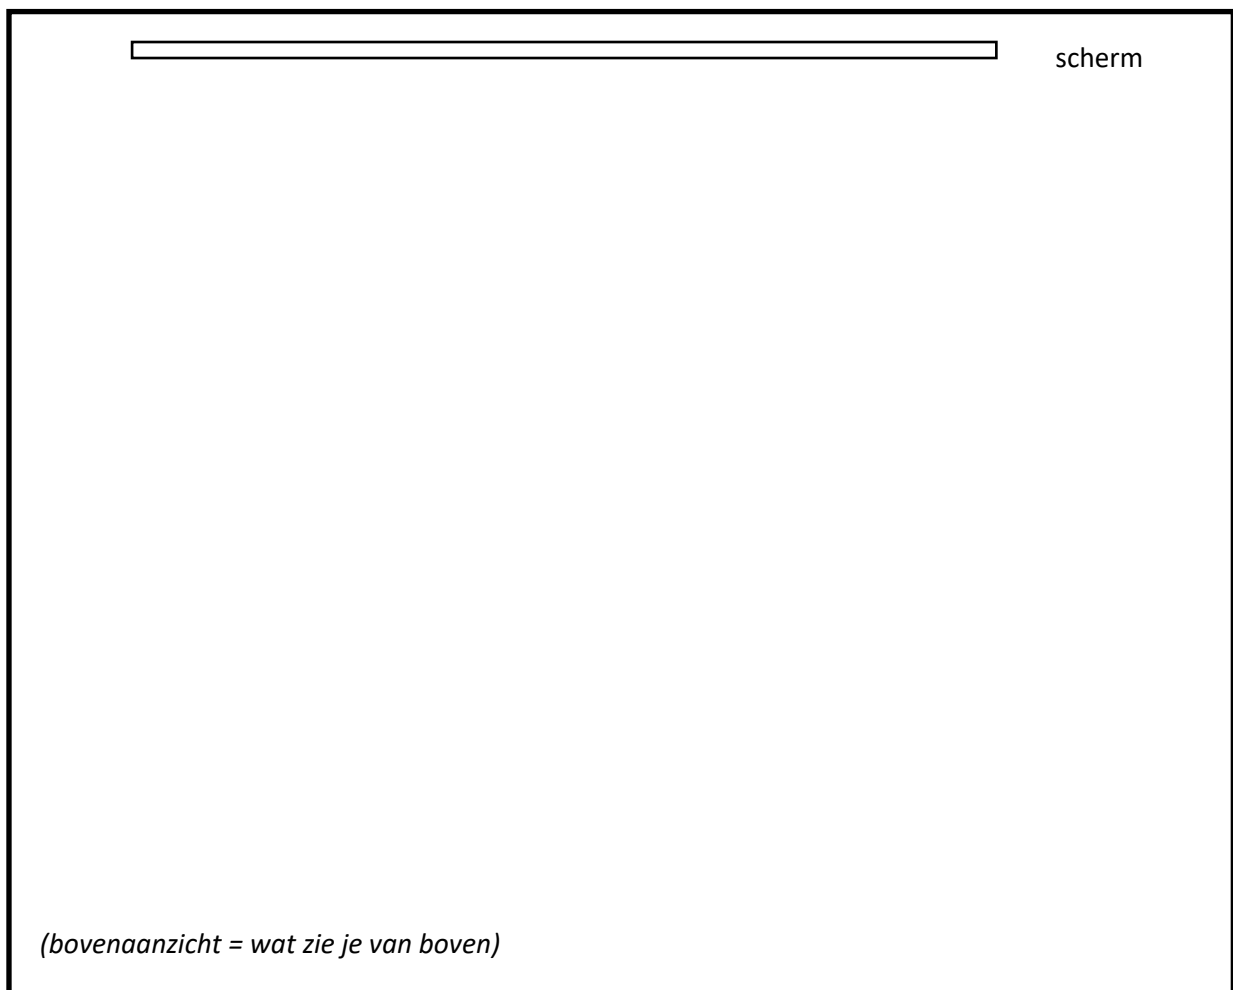 scherm
(bovenaanzicht = wat zie je van boven)